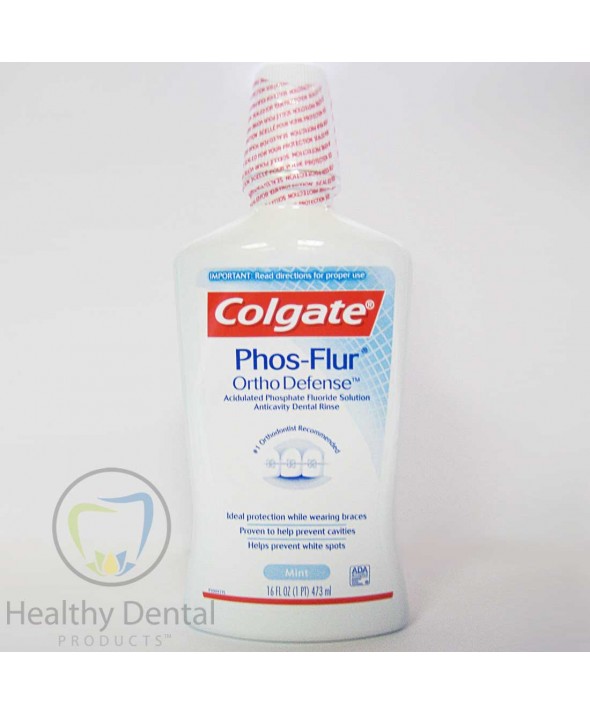 IMPORTANT: Read directions for proper use
Colgate®
Phos-Flur®
OrthoDefense™
Acidulated Phosphate Fluoride Solution
Anticavity Dental Rinse
#1 Orthodontist Recommended
Ideal protection while wearing braces
Proven to help prevent cavities
Helps prevent white spots
Mint
ADA
16 FL OZ (1 PT) 473 ml
Healthy Dental
PRODUCTS™